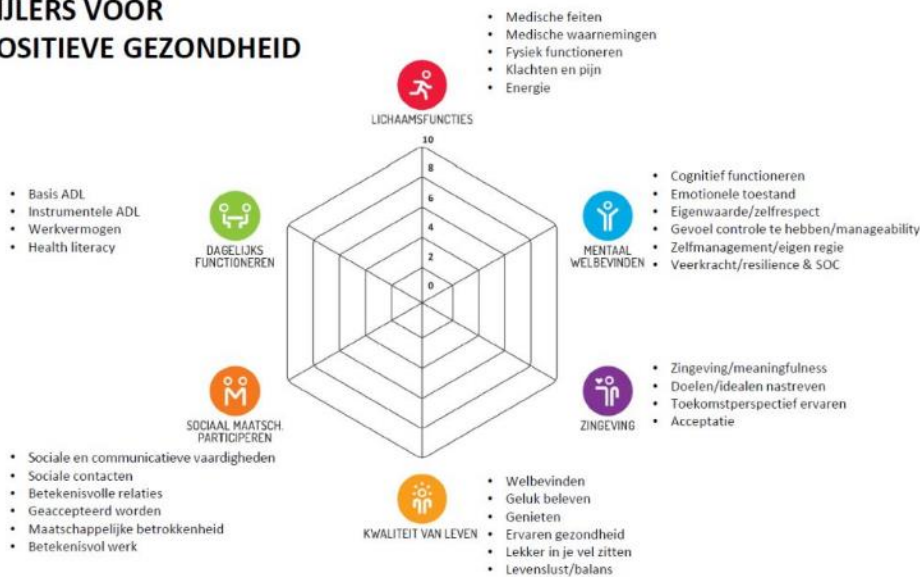 IJLERS VOOR
OSITIEVE GEZONDHEID
• Medische feiten
• Medische waarnemingen
• Fysiek functioneren
• Klachten en pijn
• Energie
LICHAAMSFUNCTIES
10
8
6
4
2
0
• Basis ADL
• Instrumentele ADL
• Werkvermogen
• Health literacy
DAGELIJKS
FUNCTIONEREN
• Cognitief functioneren
• Emotionele toestand
• Eigenwaarde/zelfrespect
• Gevoel controle te hebben/manageability
• Zelfmanagement/eigen regie
• Veerkracht/resilience & SOC
MENTAAL
WELBEVINDEN
• Zingeving/meaningfulness
• Doelen/idealen nastreven
• Toekomstperspectief ervaren
• Acceptatie
ZINGEVING
SOCIAAL MAATSCH.
PARTICIPEREN
• Sociale en communicatieve vaardigheden
• Sociale contacten
• Betekenisvolle relaties
• Geaccepteerd worden
• Maatschappelijke betrokkenheid
• Betekenisvol werk
KWALITEIT VAN LEVEN
• Welbevinden
• Geluk beleven
• Genieten
• Ervaren gezondheid
• Lekker in je vel zitten
• Levenslust/balans